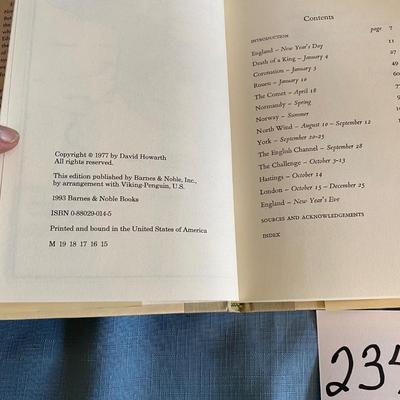 Copyright © 1977 by David Howarth
All rights reserved.
This edition published by Barnes & Noble, Inc.,
by arrangement with Viking-Penguin, U.S.
1993 Barnes & Noble Books
ISBN 0-88029-014-5
Printed and bound in the United States of America
M 19 18 17 16 15
Contents
INTRODUCTION page 7
England – New Year's Day 11
Death of a King – January 4 27
Coronation – January 5
Rouen – January 10 60
The Comet – April 18
Normandy – Spring
Norway – Summer
North Wind – August 10 – September 12
York – September 20-25
The English Channel – September 28
The Challenge – October 3-13
Hastings – October 14
London – October 15 – December 25
England – New Year's Eve
SOURCES AND ACKNOWLEDGEMENTS
INDEX